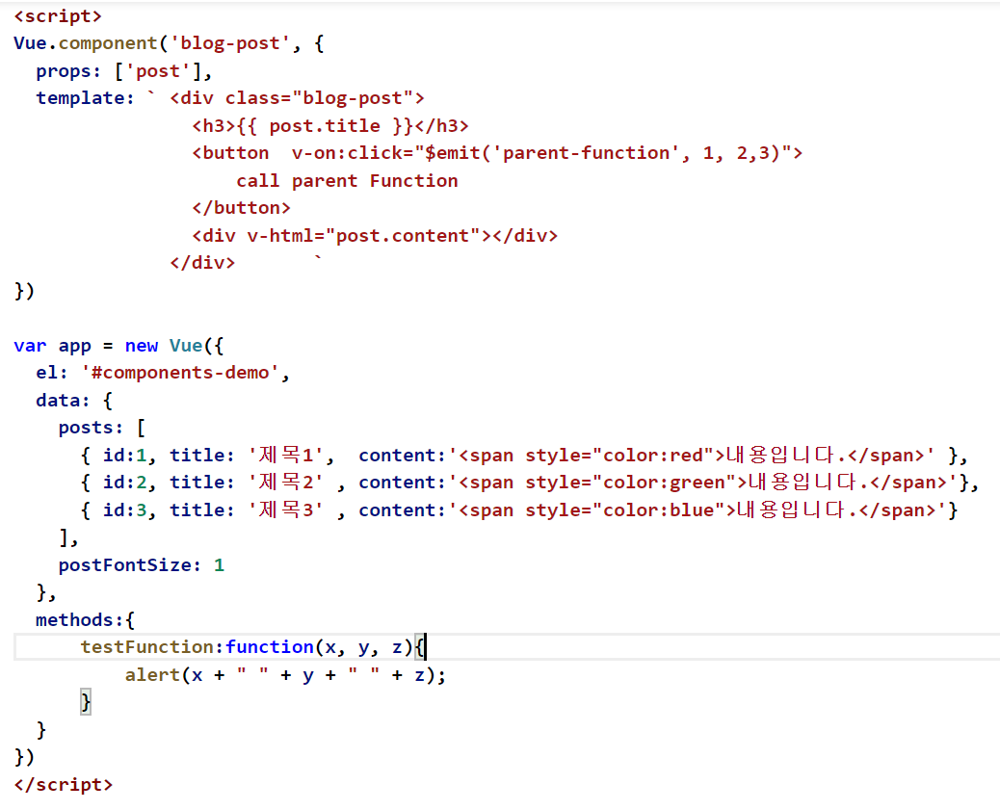 <script>
Vue.component('blog-post', {
  props: ['post'],
  template: ` <div class="blog-post">
                <h3>{{ post.title }}</h3>
                <button  v-on:click="$emit('parent-function', 1, 2,3)">
                    call parent Function
                </button>
                <div v-html="post.content"></div>
              </div>       `
})

var app = new Vue({
  el: '#components-demo',
  data: {
    posts: [
      { id:1, title: '제목1',  content:'<span style="color:red">내용입니다.</span>' },
      { id:2, title: '제목2' , content:'<span style="color:green">내용입니다.</span>'},
      { id:3, title: '제목3' , content:'<span style="color:blue">내용입니다.</span>'}
    ],
    postFontSize: 1
  },
  methods:{
      testFunction:function(x, y, z){
          alert(x + " " + y + " " + z);
      }
  }
})
</script>